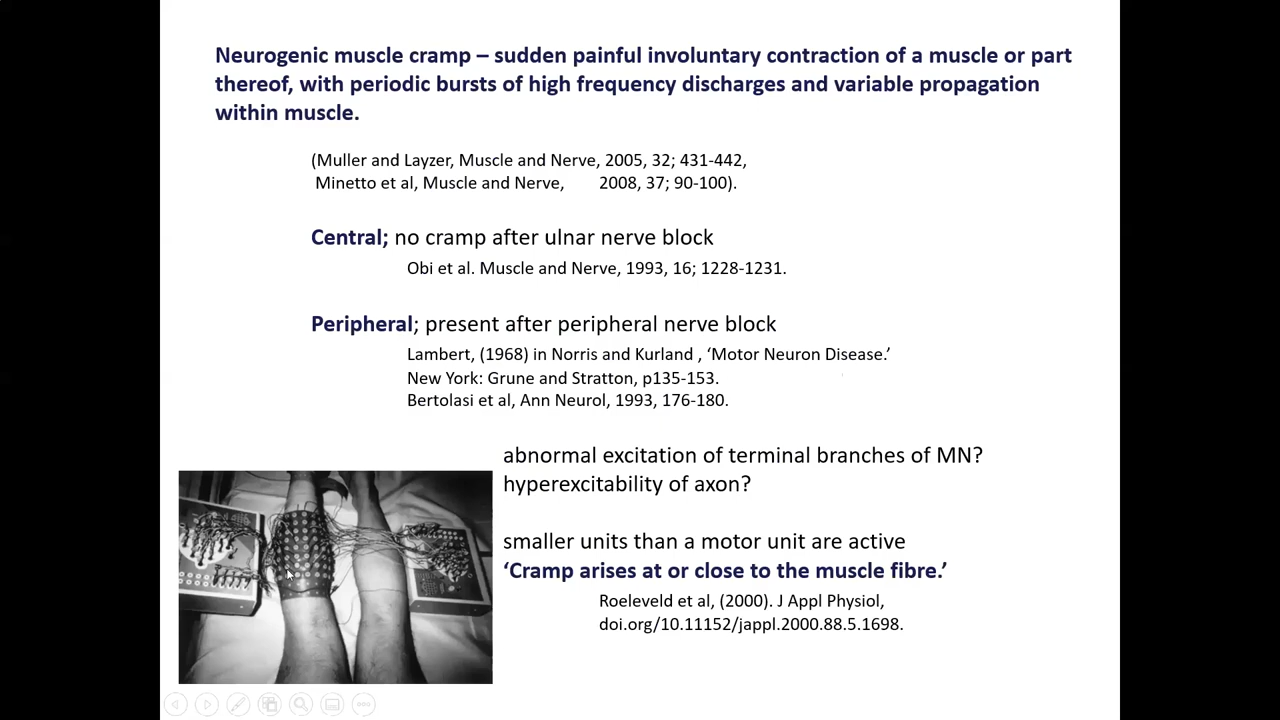 Neurogenic muscle cramp – sudden painful involuntary contraction of a muscle or part
thereof, with periodic bursts of high frequency discharges and variable propagation
within muscle.
(Muller and Layzer, Muscle and Nerve, 2005, 32; 431-442,
Minetto et al, Muscle and Nerve, 2008, 37; 90-100).
Central; no cramp after ulnar nerve block
Obi et al. Muscle and Nerve, 1993, 16; 1228-1231.
Peripheral; present after peripheral nerve block
Lambert, (1968) in Norris and Kurland , ‘Motor Neuron Disease.’
New York: Grune and Stratton, p135-153.
Bertolasi et al, Ann Neurol, 1993, 176-180.
abnormal excitation of terminal branches of MN?
hyperexcitability of axon?
smaller units than a motor unit are active
‘Cramp arises at or close to the muscle fibre.’
Roeleveld et al, (2000). J Appl Physiol,
doi.org/10.11152/jappl.2000.88.5.1698.